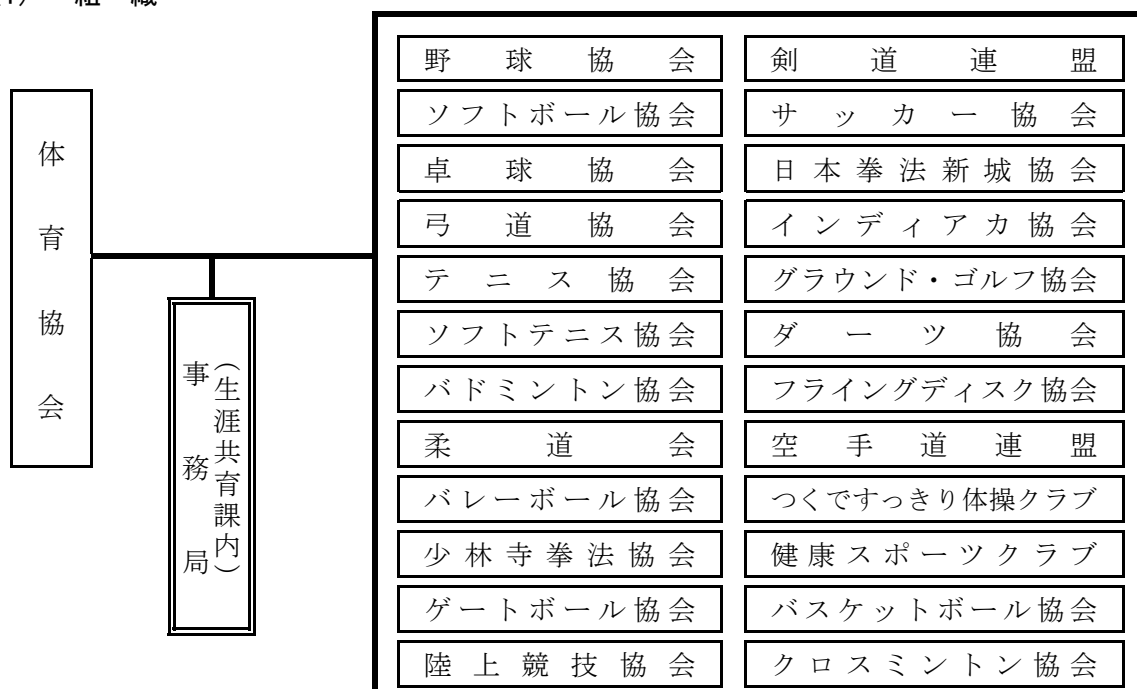 組織
体育協会
事務局
(生涯共育課内)
野球協会
ソフトボール協会
卓球協会
弓道協会
テニス協会
ソフトテニス協会
バドミントン協会
柔道会
バレーボール協会
少林寺拳法協会
ゲートボール協会
陸上競技協会
剣道連盟
サッカー協会
日本拳法新城協会
インディアカ協会
グラウンド・ゴルフ協会
ダーツ協会
フライングディスク協会
空手道連盟
つくですっきり体操クラブ
健康スポーツクラブ
バスケットボール協会
クロスミントン協会